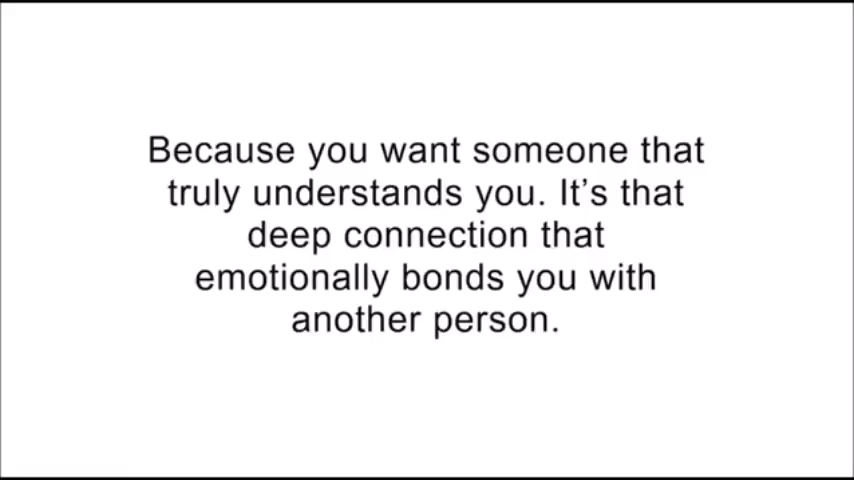 Because you want someone that
truly understands you. It’s that
deep connection that
emotionally bonds you with
another person.